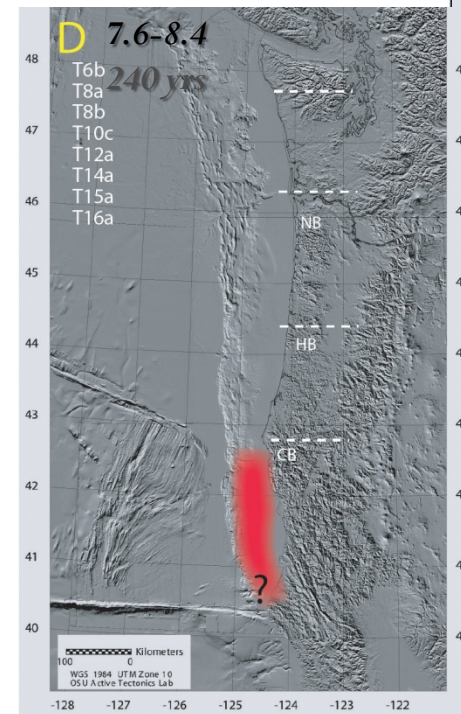 D 7.6-8.4
240 yrs
T6b
T8a
T8b
T10c
T12a
T14a
T15a
T16a
48
47
46
45
44
43
42
41
40
NB
HB
CB
?
Kilometers
100 0
WGS 1984 UTM Zone 10
OSU Active Tectonics Lab
-128 -127 -126 -125 -124 -123 -122